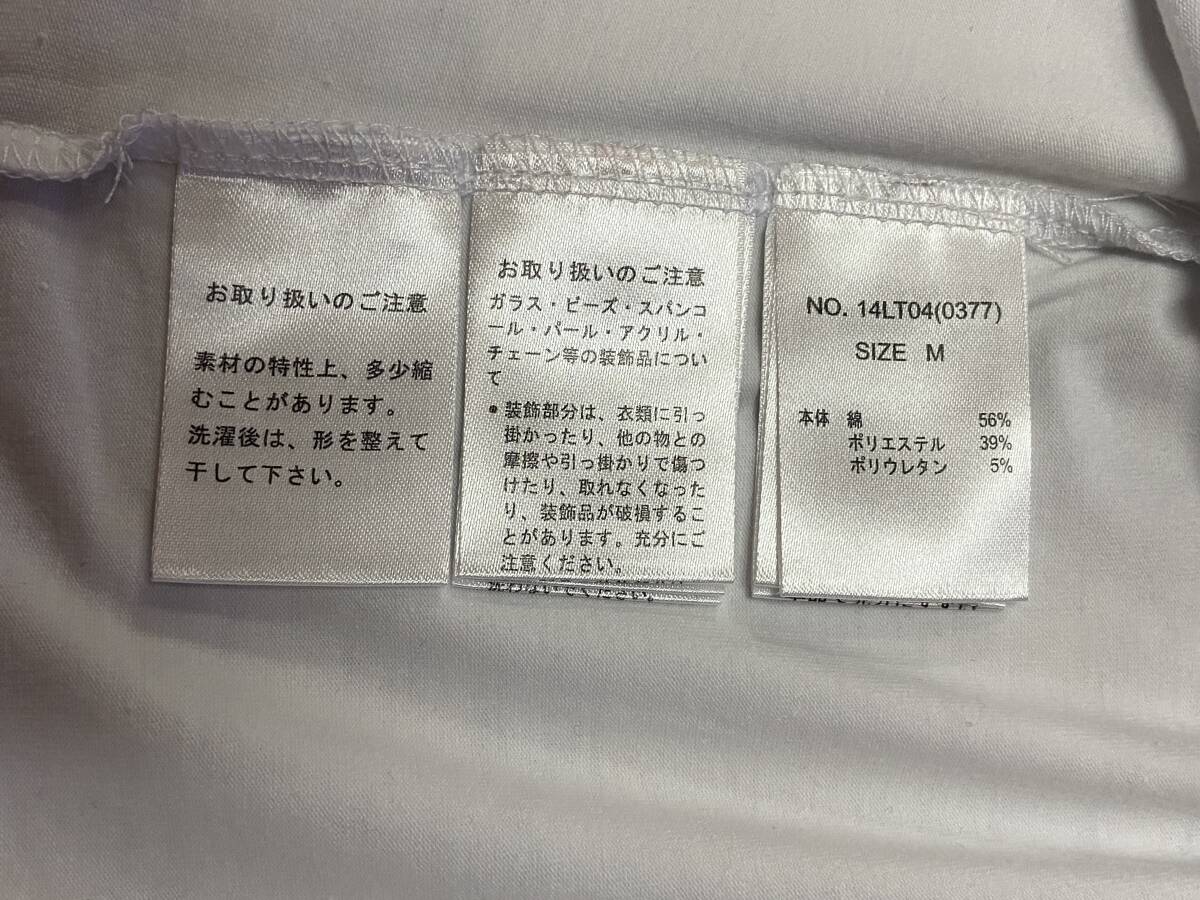 お取り扱いのご注意
素材の特性上、多少縮
むことがあります。
洗濯後は、形を整えて
干して下さい。
お取り扱いのご注意
ガラス・ビーズ・スパンコ
ール・パール・アクリル・
チェーン等の装飾品につい
て
●装飾部分は、衣類に引っ
掛かったり、他の物との
摩擦や引っ掛かりで傷つ
けたり、取れなくなった
り、装飾品が破損するこ
とがあります。充分にご
注意ください。
NO. 14LT04(0377)
SIZE M
本体 綿 56%
ポリエステル 39%
ポリウレタン 5%